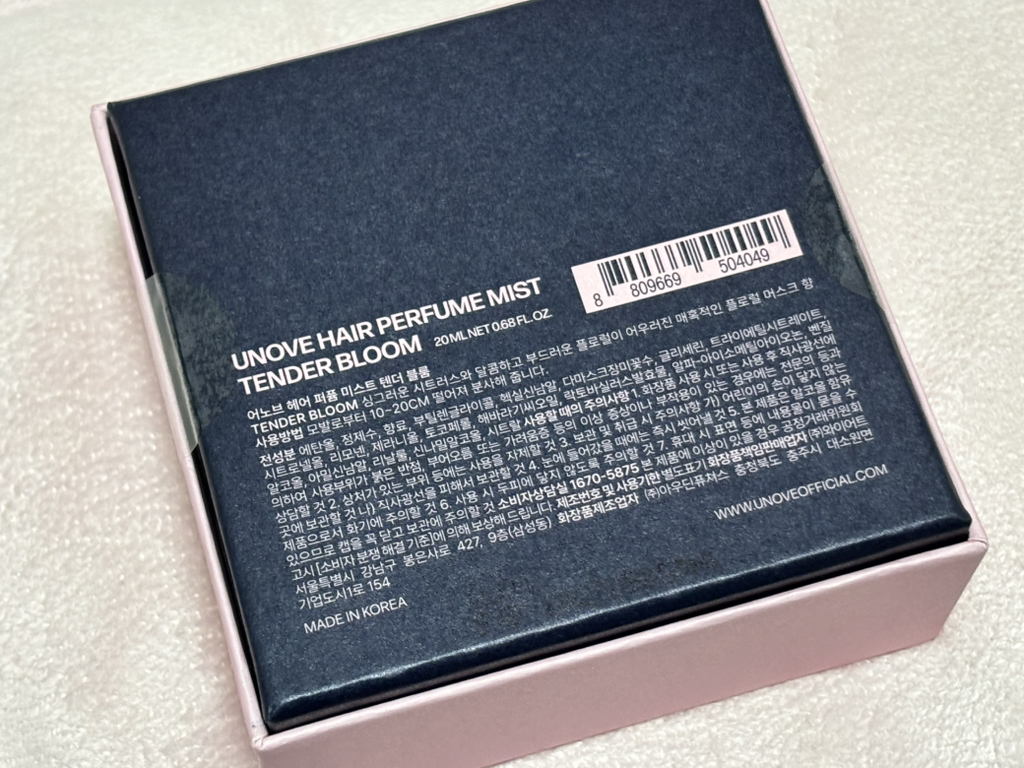 8 809669 504049
UNOVE HAIR PERFUME MIST
TENDER BLOOM 20 ML NET 0.68 FL. OZ.
어노브 헤어 퍼퓸 미스트 텐더 블룸
TENDER BLOOM 싱그러운 시트러스와 달콤하고 부드러운 플로럴이 어우러진 매혹적인 플로럴 머스크 향
사용방법 모발로부터 10~20CM 떨어져 분사해 줍니다.
전성분 에탄올, 정제수, 향료, 부틸렌글라이콜, 헥실신남알, 다마스크장미꽃수, 글리세린, 트라이에틸시트레이트,
시트로넬올, 리모넨, 제라니올, 토코페롤, 해바라기씨오일, 락토바실러스발효물, 알파-아이소메틸아이오논, 벤질
알코올, 아밀신남알, 리날룰, 신나밀알코올, 시트랄 사용할 때의 주의사항 1. 화장품 사용 시 또는 사용 후 직사광선에
의하여 사용부위가 붉은 반점, 부어오름 또는 가려움증 등의 이상 증상이나 부작용이 있는 경우에는 전문의 등과
상담할 것 2. 상처가 있는 부위 등에는 사용을 자제할 것 3. 보관 및 취급 시 주의사항 가) 어린이의 손이 닿지 않는
곳에 보관할 것 나) 직사광선을 피해서 보관할 것 4. 눈에 들어갔을 때에는 즉시 씻어낼 것 5. 본 제품은 알코올 함유
제품으로서 화기에 주의할 것 6. 사용 시 두피에 닿지 않도록 주의할 것 7. 휴대 시 표면 등에 내용물이 묻을 수
있으므로 캡을 꼭 닫고 보관에 주의할 것 소비자상담실 1670-5875 본 제품에 이상이 있을 경우 공정거래위원회
고시 [소비자 분쟁 해결 기준]에 의해 보상해 드립니다. 제조번호 및 사용기한 별도표기 화장품책임판매업자 ㈜와이어트
서울특별시 강남구 봉은사로 427, 9층(삼성동) 화장품제조업자 ㈜아우딘퓨쳐스 충청북도 충주시 대소원면
기업도시1로 154
WWW.UNOVEOFFICIAL.COM
MADE IN KOREA